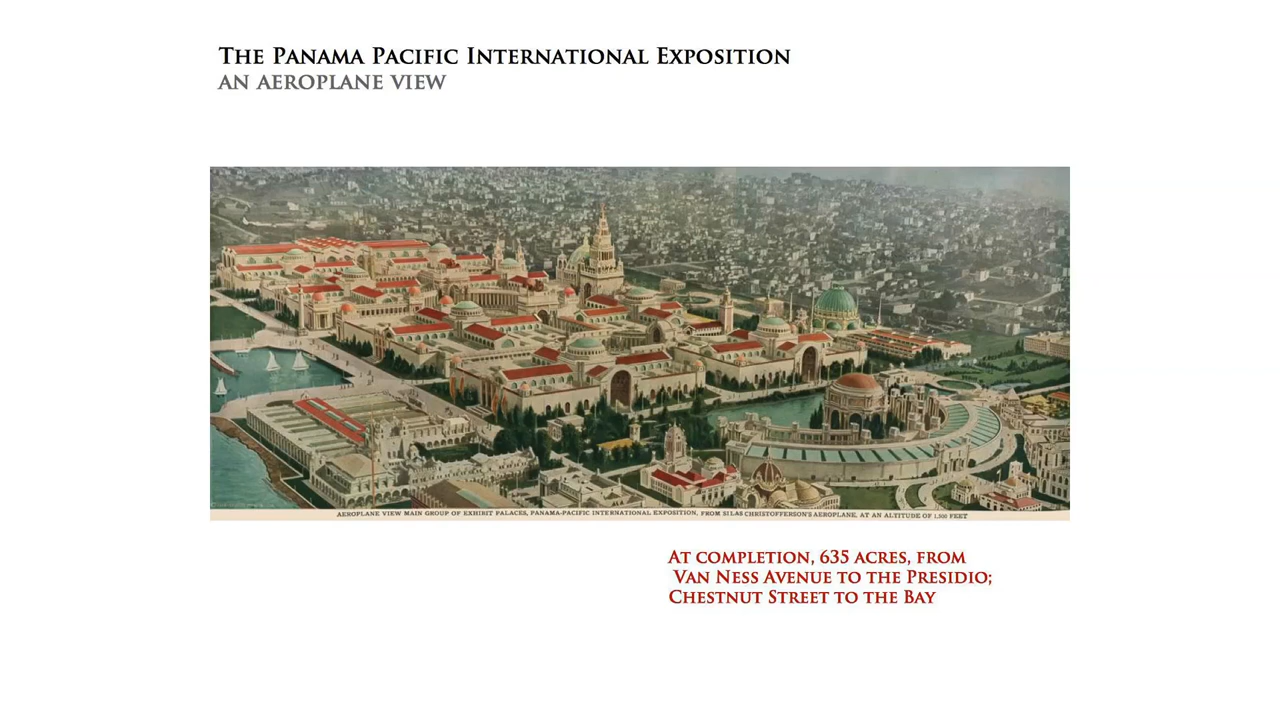 The Panama Pacific International Exposition
an aeroplane view
AEROPLANE VIEW MAIN GROUP OF EXHIBIT PALACES, PANAMA-PACIFIC INTERNATIONAL EXPOSITION, FROM SILAS CHRISTOFFERSON'S AEROPLANE, AT AN ALTITUDE OF 1,500 FEET
At completion, 635 acres, from
Van Ness Avenue to the Presidio;
Chestnut Street to the Bay